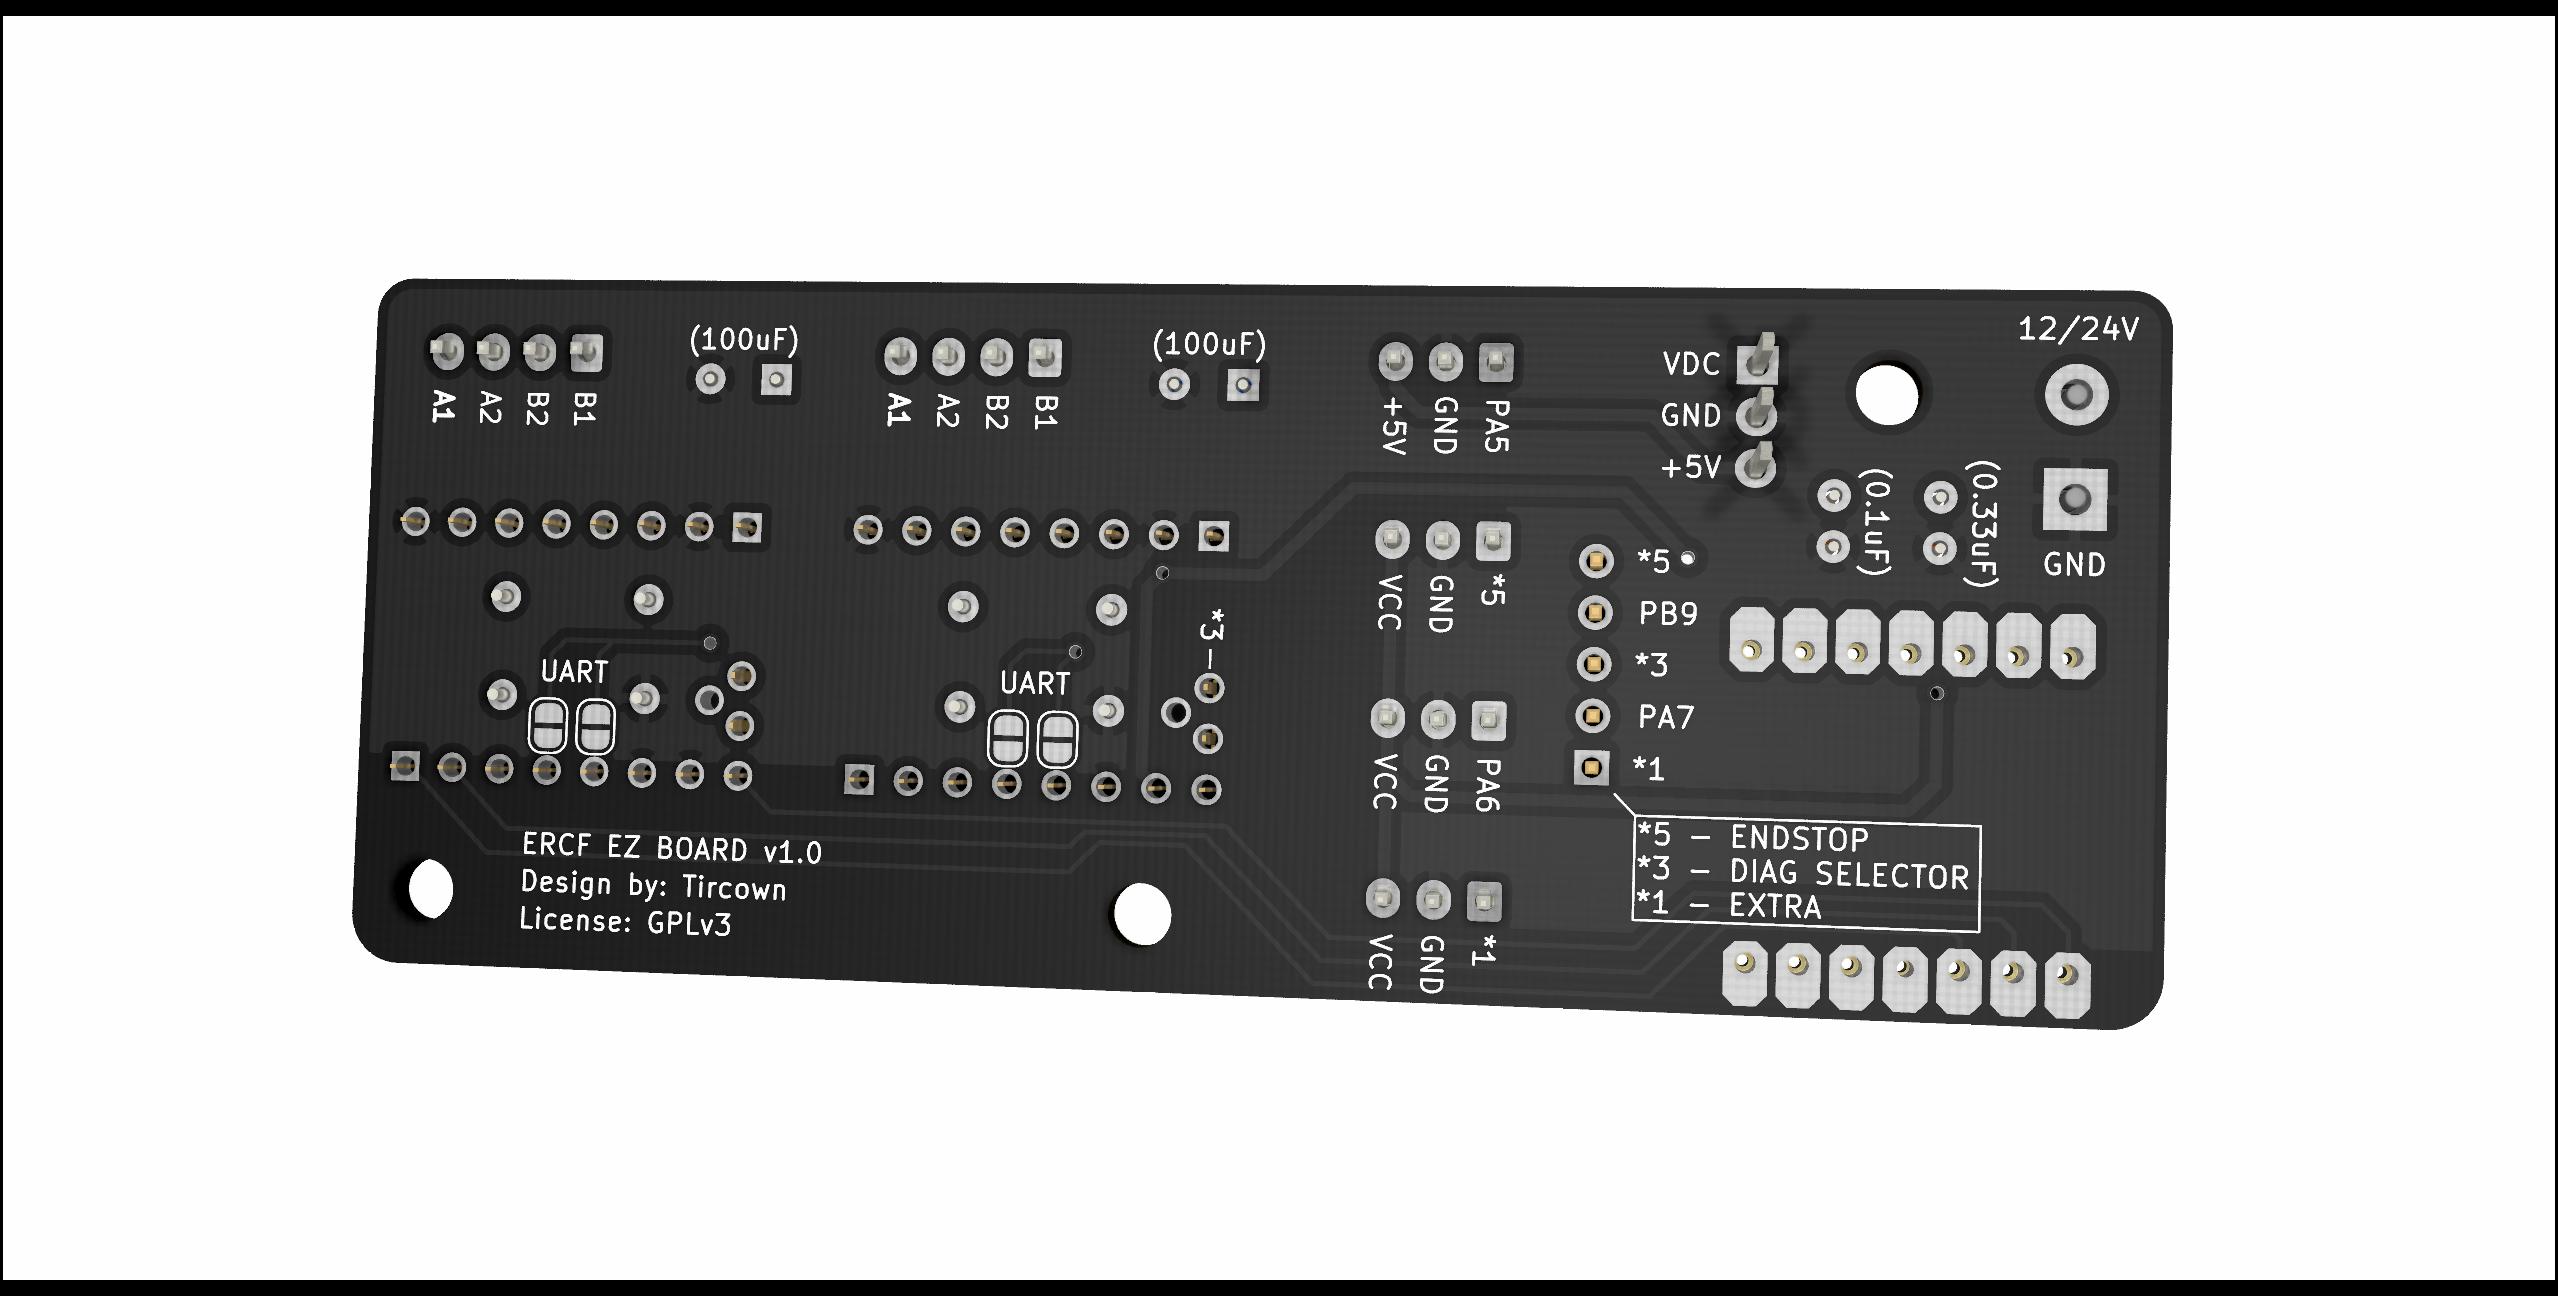 12/24V
(100uF)
(100uF)
VDC
GND
+5V
A1
A2
B2
B1
A1
A2
B2
B1
+5V
GND
PA5
(0.1uF)
(0.33uF)
GND
VCC
GND
*5
*5
PB9
*3
PA7
*1
*3—
UART
UART
VCC
GND
PA6
*5 — ENDSTOP
*3 — DIAG SELECTOR
*1 — EXTRA
ERCF EZ BOARD v1.0
Design by: Tircown
License: GPLv3
VCC
GND
*1